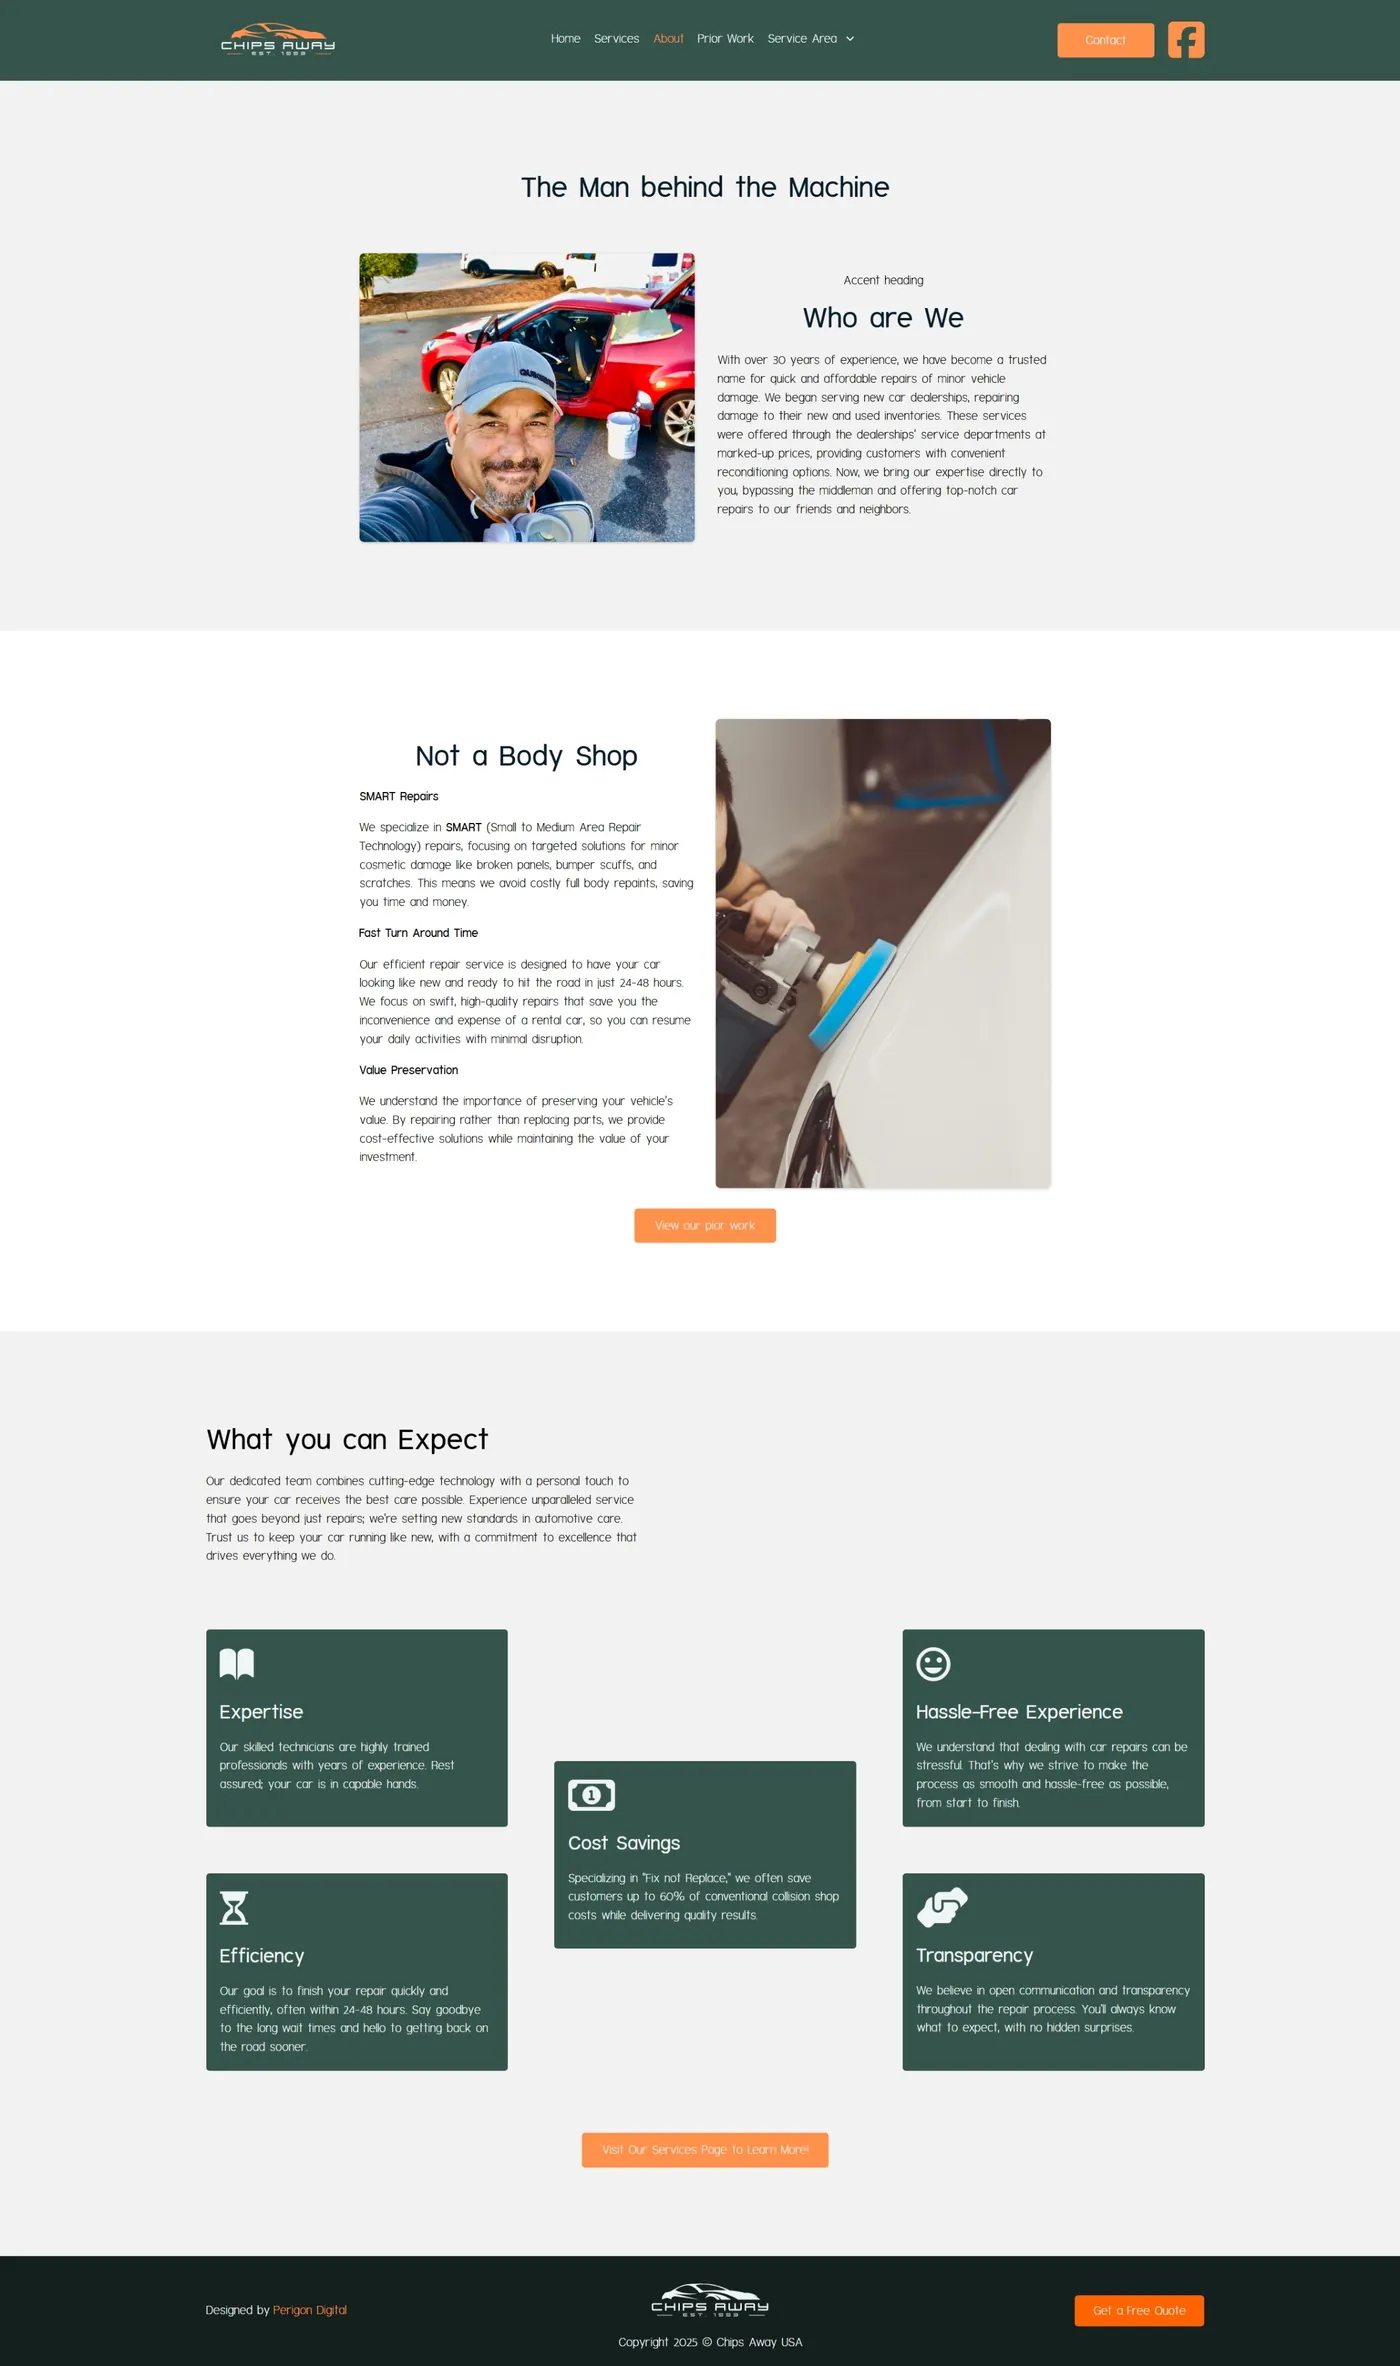 CHIPS AWAY
EST. 1993
Home Services About Prior Work Service Area
Contact
The Man behind the Machine
Accent heading
Who are We
With over 30 years of experience, we have become a trusted
name for quick and affordable repairs of minor vehicle
damage. We began serving new car dealerships, repairing
damage to their new and used inventories. These services
were offered through the dealerships' service departments at
marked-up prices, providing customers with convenient
reconditioning options. Now, we bring our expertise directly to
you, bypassing the middleman and offering top-notch car
repairs to our friends and neighbors.
Not a Body Shop
SMART Repairs
We specialize in SMART (Small to Medium Area Repair
Technology) repairs, focusing on targeted solutions for minor
cosmetic damage like broken panels, bumper scuffs, and
scratches. This means we avoid costly full body repaints, saving
you time and money.
Fast Turn Around Time
Our efficient repair service is designed to have your car
looking like new and ready to hit the road in just 24-48 hours.
We focus on swift, high-quality repairs that save you the
inconvenience and expense of a rental car, so you can resume
your daily activities with minimal disruption.
Value Preservation
We understand the importance of preserving your vehicle's
value. By repairing rather than replacing parts, we provide
cost-effective solutions while maintaining the value of your
investment.
View our pior work
What you can Expect
Our dedicated team combines cutting-edge technology with a personal touch to
ensure your car receives the best care possible. Experience unparalleled service
that goes beyond just repairs; we're setting new standards in automotive care.
Trust us to keep your car running like new, with a commitment to excellence that
drives everything we do.
Expertise
Our skilled technicians are highly trained
professionals with years of experience. Rest
assured; your car is in capable hands.
Hassle-Free Experience
We understand that dealing with car repairs can be
stressful. That's why we strive to make the
process as smooth and hassle-free as possible,
from start to finish.
1
Cost Savings
Specializing in "Fix not Replace," we often save
customers up to 60% of conventional collision shop
costs while delivering quality results.
Efficiency
Our goal is to finish your repair quickly and
efficiently, often within 24-48 hours. Say goodbye
to the long wait times and hello to getting back on
the road sooner.
Transparency
We believe in open communication and transparency
throughout the repair process. You'll always know
what to expect, with no hidden surprises.
Visit Our Services Page to Learn More!
Designed by Perigon Digital
CHIPS AWAY
EST. 1993
Copyright 2025 © Chips Away USA
Get a Free Quote